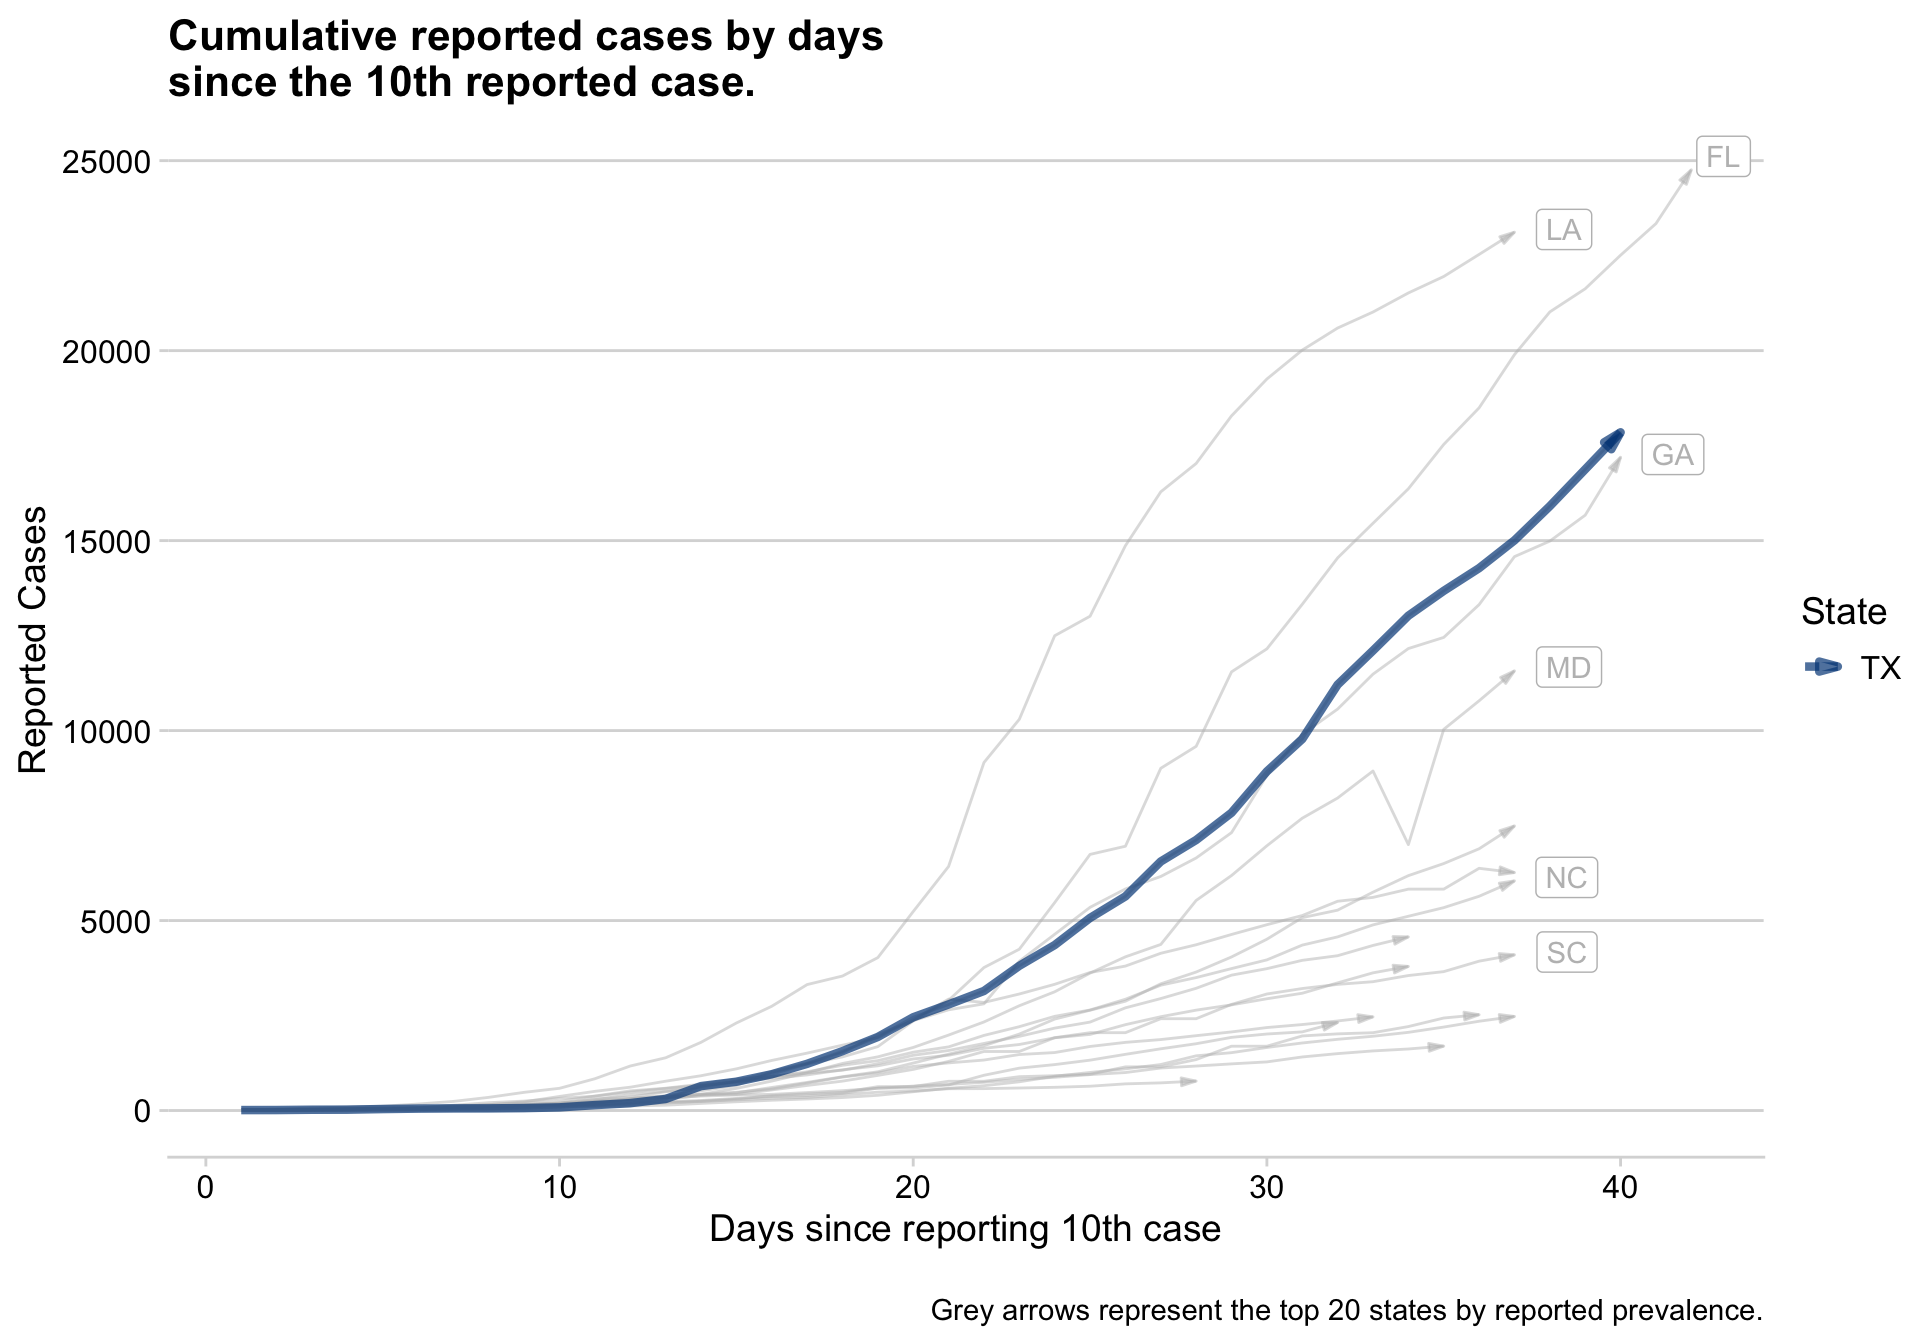 Cumulative reported cases by days
since the 10th reported case.
25000
20000
15000
10000
5000
0
Reported Cases
FL
LA
GA
MD
NC
SC
State
TX
0 10 20 30 40
Days since reporting 10th case
Grey arrows represent the top 20 states by reported prevalence.